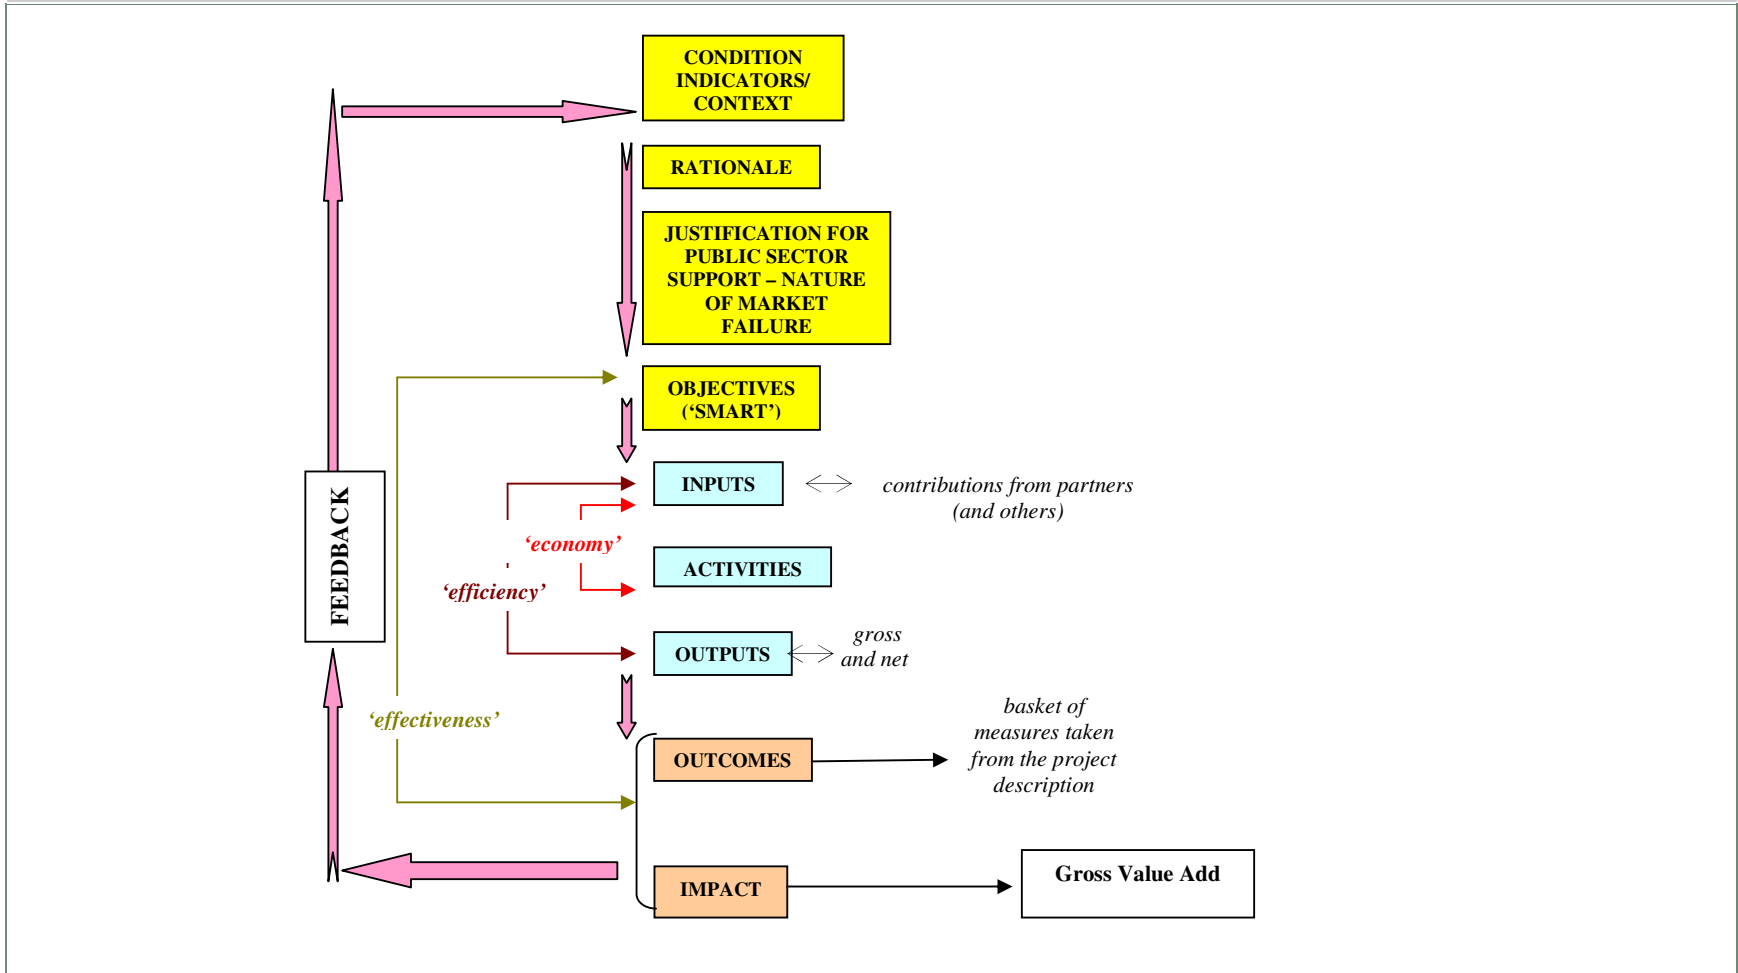 CONDITION
INDICATORS/
CONTEXT
RATIONALE
JUSTIFICATION FOR
PUBLIC SECTOR
SUPPORT – NATURE
OF MARKET
FAILURE
OBJECTIVES
(‘SMART’)
INPUTS
contributions from partners
(and others)
‘economy’
ACTIVITIES
‘efficiency’
FEEDBACK
OUTPUTS
gross
and net
‘effectiveness’
OUTCOMES
basket of
measures taken
from the project
description
IMPACT
Gross Value Add